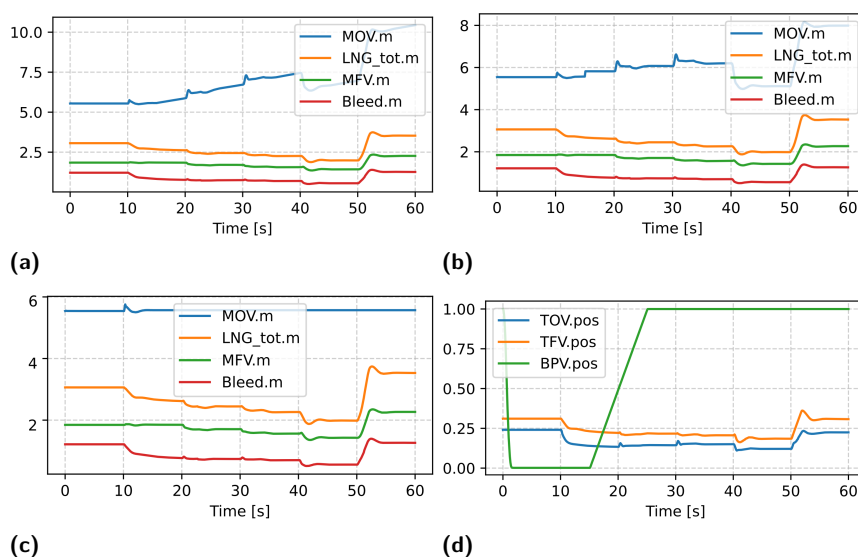 10.0
7.5
5.0
2.5
MOV.m
LNG_tot.m
MFV.m
Bleed.m
0 10 20 30 40 50 60
Time [s]
(a)
8
6
4
2
MOV.m
LNG_tot.m
MFV.m
Bleed.m
0 10 20 30 40 50 60
Time [s]
(b)
6
4
2
MOV.m
LNG_tot.m
MFV.m
Bleed.m
0 10 20 30 40 50 60
Time [s]
(c)
1.00
0.75
0.50
0.25
0.00
TOV.pos
TFV.pos
BPV.pos
0 10 20 30 40 50 60
Time [s]
(d)